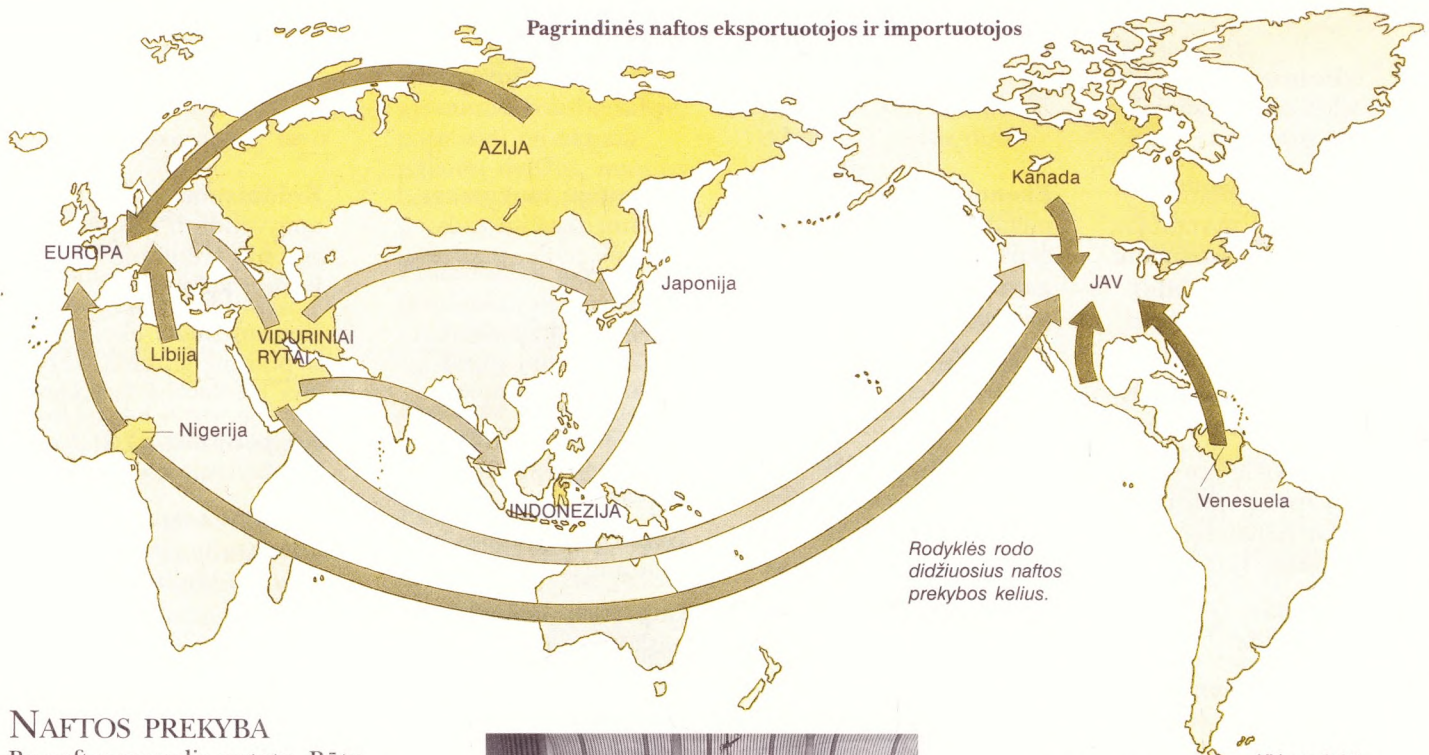 Pagrindinės naftos eksportuotojos ir importuotojos
AZIJA
Kanada
EUROPA
Japonija
JAV
Libija
VIDURINIAI
RYTAI
Nigerija
INDONEZIJA
Venesuela
Rodyklės rodo
didžiuosius naftos
prekybos kelius.
NAFTOS PREKYBA